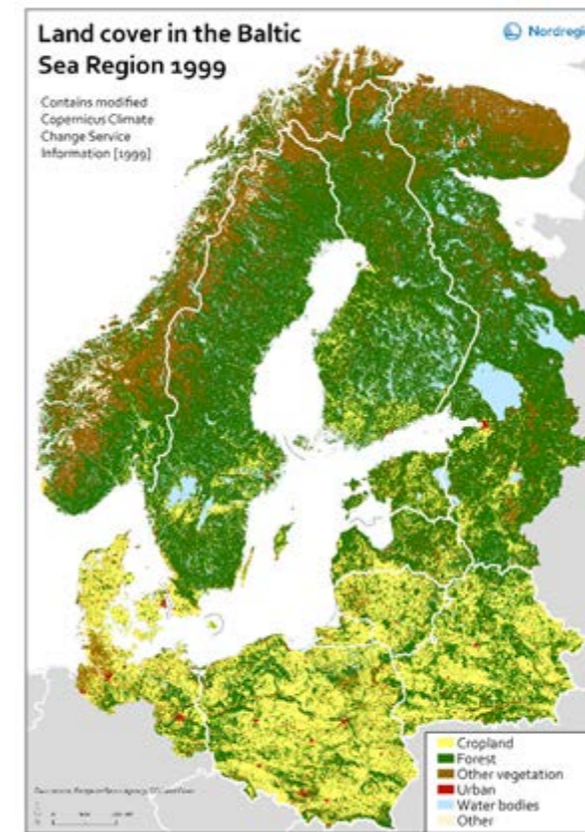 Land cover in the Baltic
Sea Region 1999
Nordregio
Contains modified
Copernicus Climate
Change Service
Information [1999]
Cropland
Forest
Other vegetation
Urban
Water bodies
Other